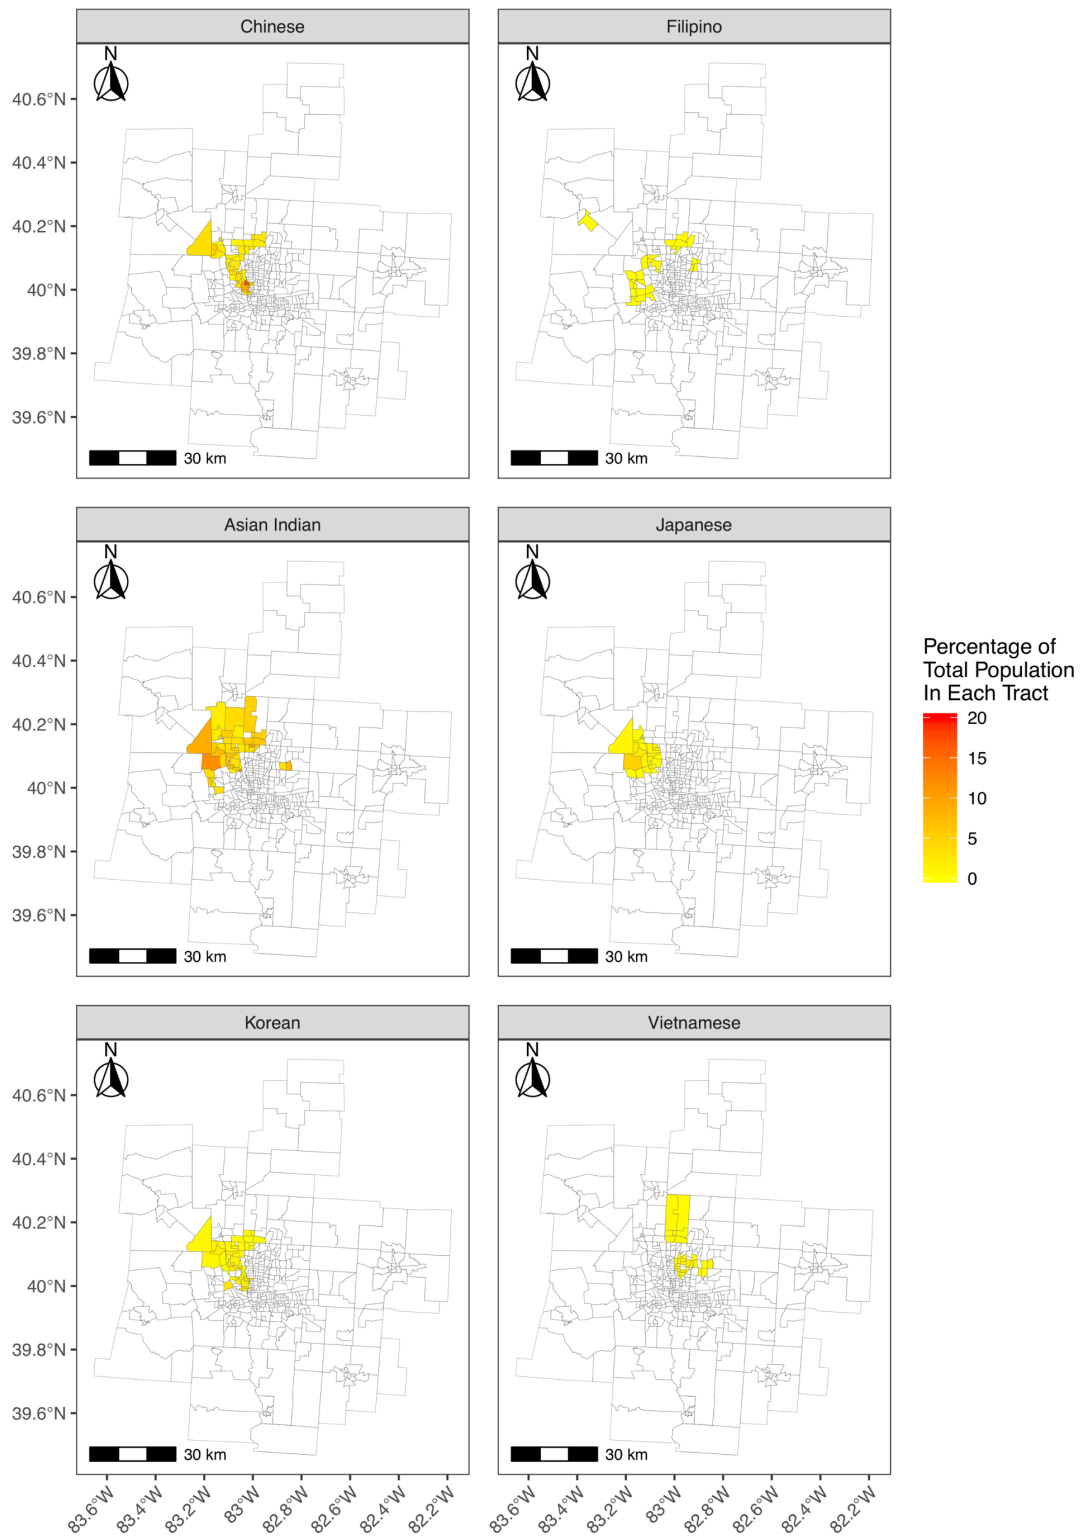 Chinese
Filipino
N
N
40.6°N
40.4°N
40.2°N
40°N
39.8°N
39.6°N
30 km
30 km
Asian Indian
Japanese
N
N
40.6°N
40.4°N
40.2°N
40°N
39.8°N
39.6°N
30 km
30 km
Percentage of
Total Population
In Each Tract
20
15
10
5
0
Korean
Vietnamese
N
N
40.6°N
40.4°N
40.2°N
40°N
39.8°N
39.6°N
30 km
30 km
83.6°W
83.4°W
83.2°W
83°W
82.8°W
82.6°W
82.4°W
82.2°W
83.6°W
83.4°W
83.2°W
83°W
82.8°W
82.6°W
82.4°W
82.2°W